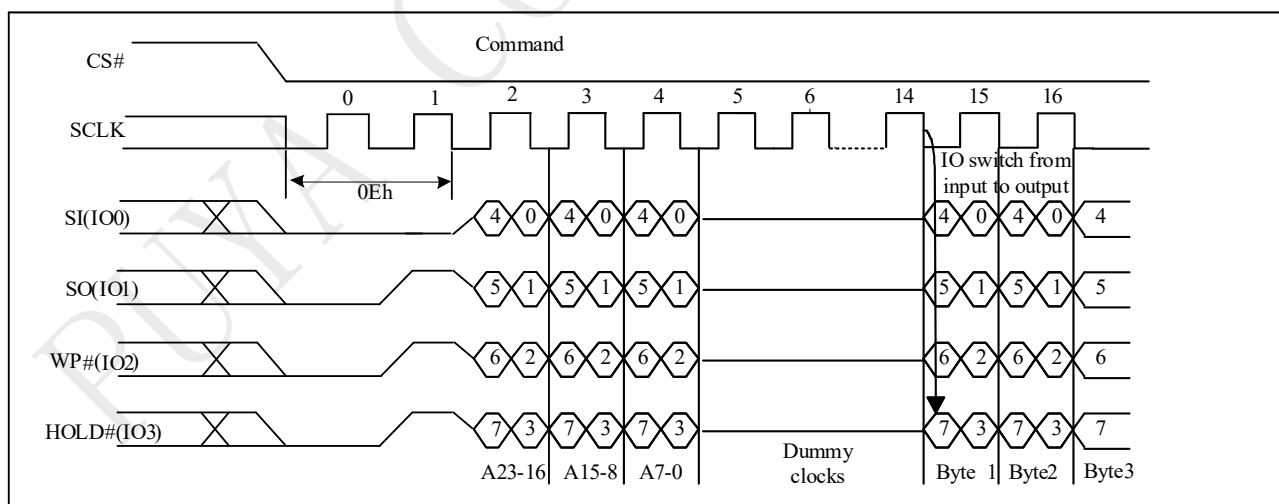 Command
CS#
0 1 2 3 4 5 6 14 15 16
SCLK
IO switch from
input to output
0Eh
SI(IO0) 4 0 4 0 4 0 4 0 4 0 4
SO(IO1) 5 1 5 1 5 1 5 1 5 1 5
WP#(IO2) 6 2 6 2 6 2 6 2 6 2 6
HOLD#(IO3) 7 3 7 3 7 3 7 3 7 3 7
A23-16 A15-8 A7-0 Dummy clocks Byte 1 Byte2 Byte3
PUYA CO